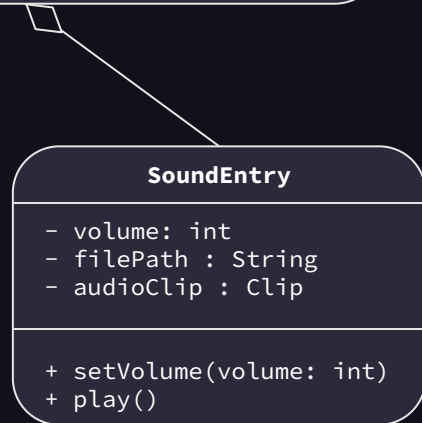 SoundEntry
- volume: int
- filePath : String
- audioClip : Clip
+ setVolume(volume: int)
+ play()